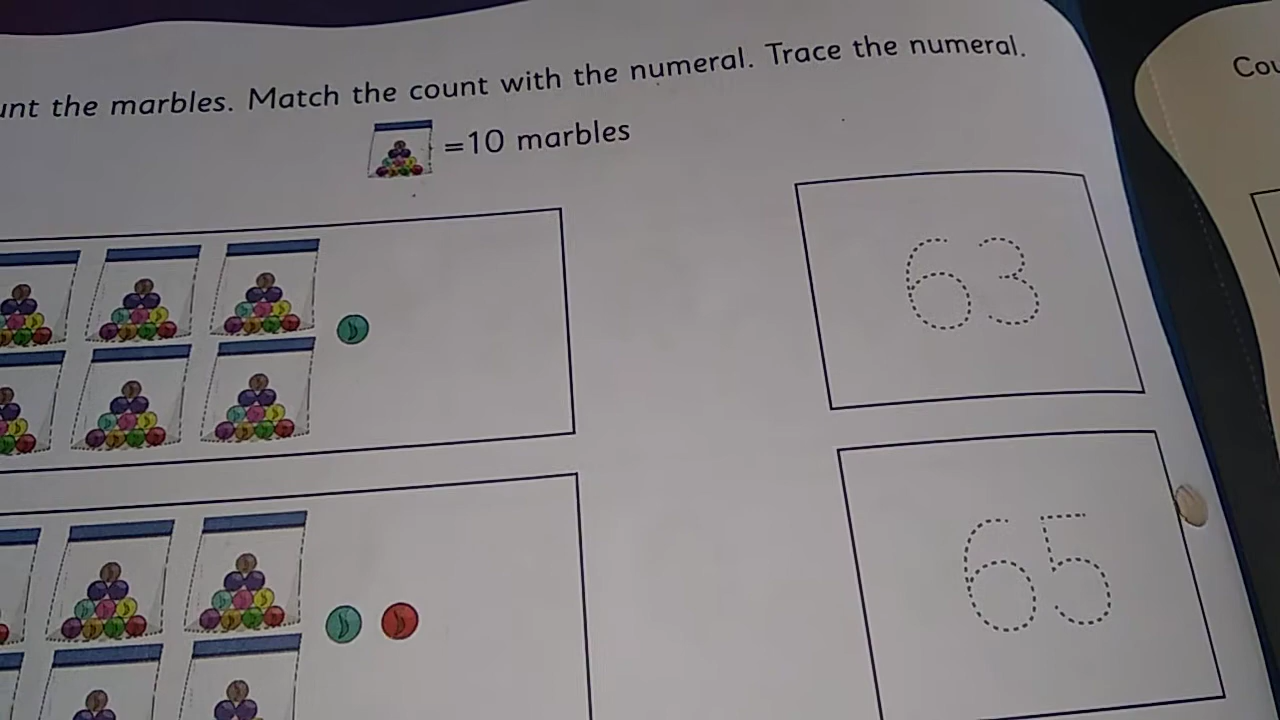 unt the marbles. Match the count with the numeral. Trace the numeral.
=10 marbles
63
65
Cou